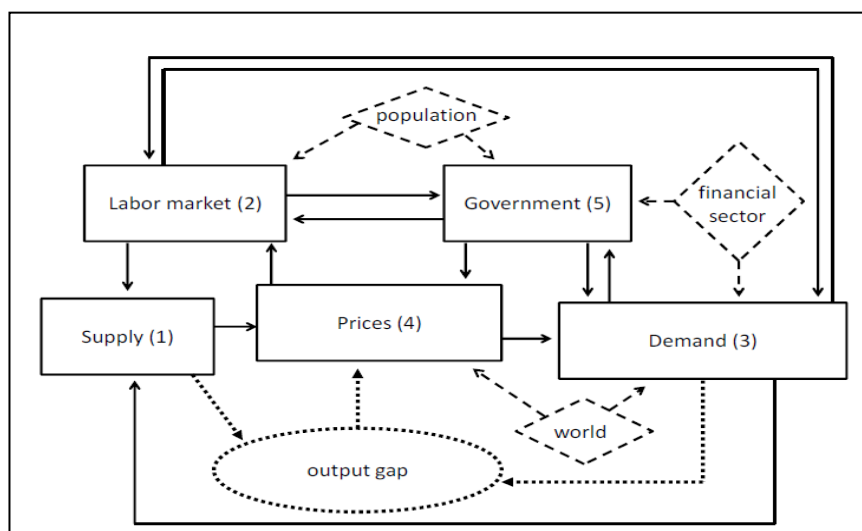 population
Labor market (2)
Government (5)
financial
sector
Supply (1)
Prices (4)
Demand (3)
world
output gap